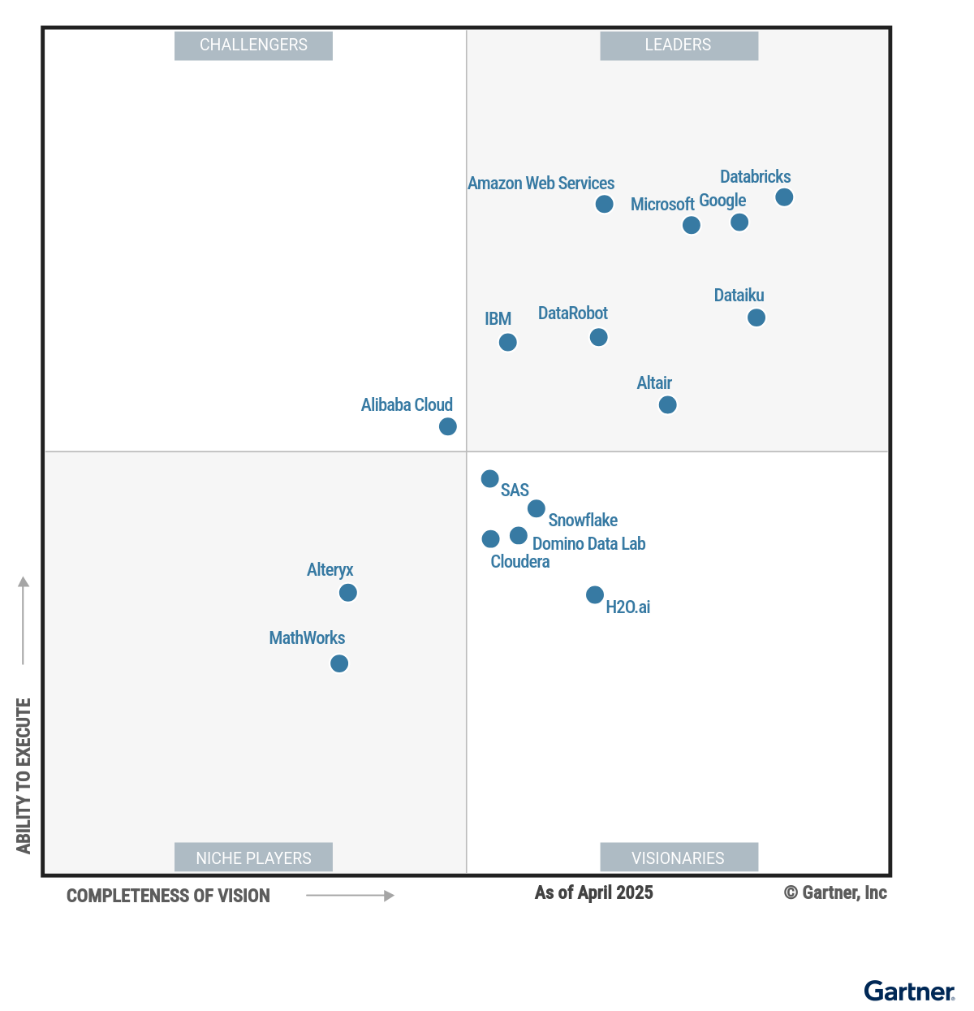 CHALLENGERS
LEADERS
Databricks
Amazon Web Services
Google
Microsoft
Dataiku
DataRobot
IBM
Altair
Alibaba Cloud
SAS
Snowflake
Domino Data Lab
Cloudera
Alteryx
H2O.ai
MathWorks
ABILITY TO EXECUTE
NICHE PLAYERS
VISIONARIES
COMPLETENESS OF VISION
As of April 2025
© Gartner, Inc
Gartner®